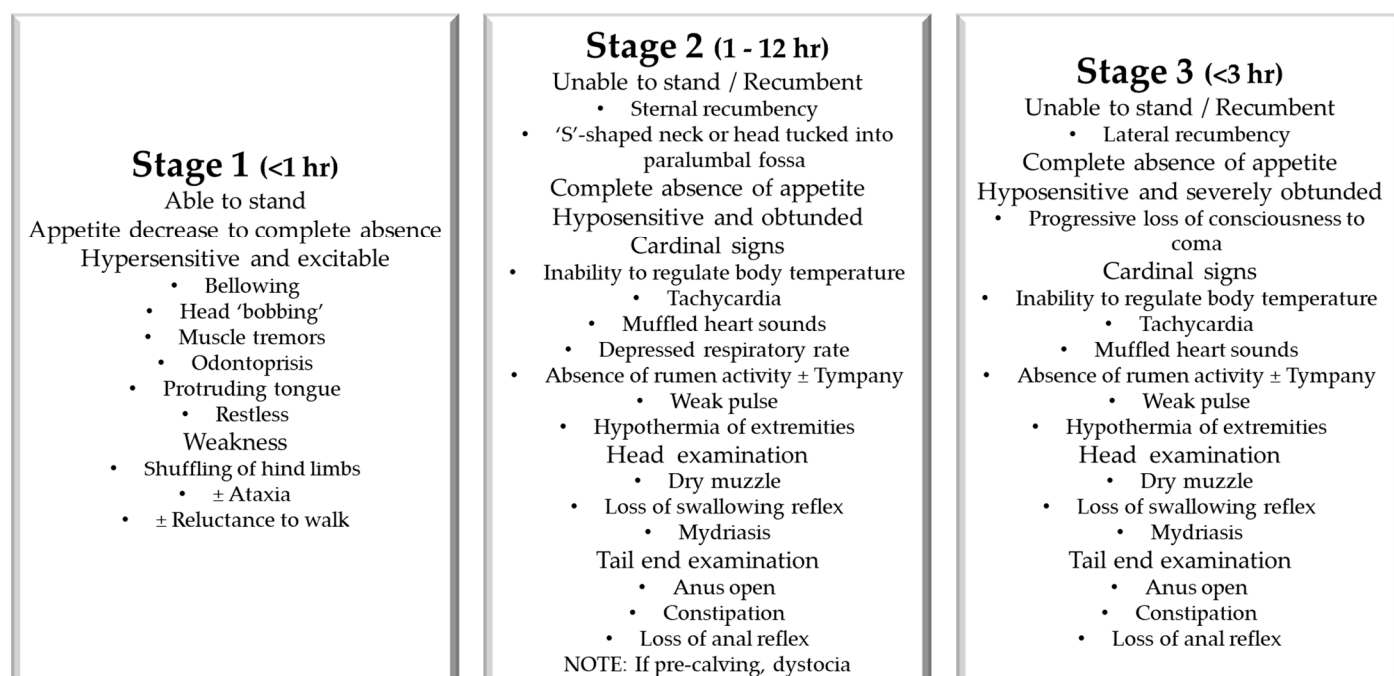 Stage 1 (<1 hr)
Able to stand
Appetite decrease to complete absence
Hypersensitive and excitable
• Bellowing
• Head ‘bobbing’
• Muscle tremors
• Odontoprisis
• Protruding tongue
• Restless
Weakness
• Shuffling of hind limbs
• ± Ataxia
• ± Reluctance to walk
Stage 2 (1 - 12 hr)
Unable to stand / Recumbent
• Sternal recumbency
• ‘S’-shaped neck or head tucked into
paralumbal fossa
Complete absence of appetite
Hyposensitive and obtunded
Cardinal signs
• Inability to regulate body temperature
• Tachycardia
• Muffled heart sounds
• Depressed respiratory rate
• Absence of rumen activity ± Tympany
• Weak pulse
• Hypothermia of extremities
Head examination
• Dry muzzle
• Loss of swallowing reflex
• Mydriasis
Tail end examination
• Anus open
• Constipation
• Loss of anal reflex
NOTE: If pre-calving, dystocia
Stage 3 (<3 hr)
Unable to stand / Recumbent
• Lateral recumbency
Complete absence of appetite
Hyposensitive and severely obtunded
• Progressive loss of consciousness to
coma
Cardinal signs
• Inability to regulate body temperature
• Tachycardia
• Muffled heart sounds
• Absence of rumen activity ± Tympany
• Weak pulse
• Hypothermia of extremities
Head examination
• Dry muzzle
• Loss of swallowing reflex
• Mydriasis
Tail end examination
• Anus open
• Constipation
• Loss of anal reflex